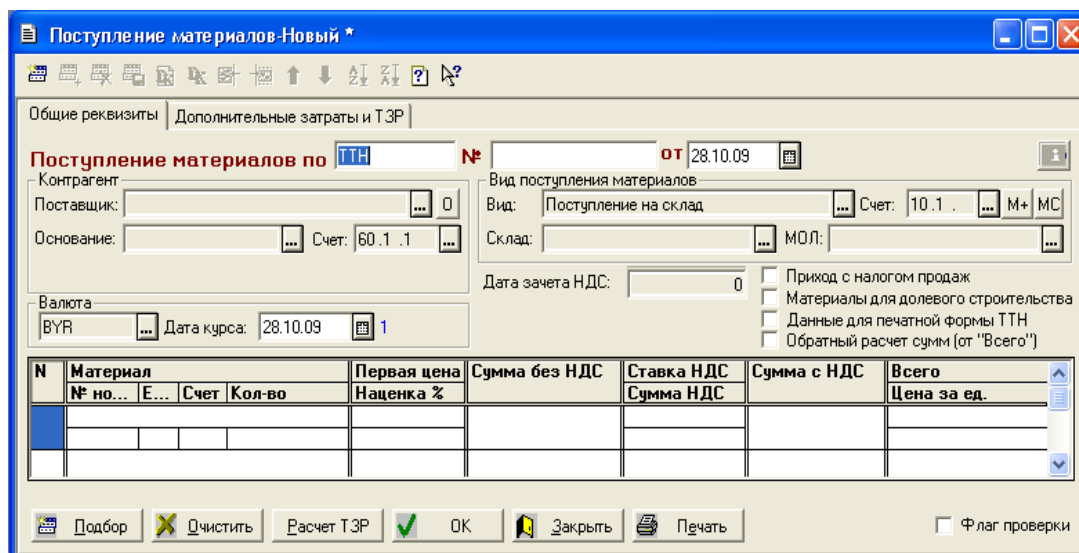 Поступление материалов-Новый *
Общие реквизиты Дополнительные затраты и ТЗР
Поступление материалов по ТТН № от 28.10.09
Контрагент Вид поступления материалов
Поставщик: ... О Вид: Поступление на склад ... Счет: 10.1 . ... М+ МС
Основание: ... Счет: 60.1 .1 ... Склад: ... МОЛ: ...
Дата зачета НДС: 0 Приход с налогом продаж
Валюта Материалы для долевого строительства
BYR ... Дата курса: 28.10.09 1 Данные для печатной формы ТТН
Обратный расчет сумм (от "Всего")
N Материал Первая цена Сумма без НДС Ставка НДС Сумма с НДС Всего
№ но... Е... Счет Кол-во Наценка % Сумма НДС Цена за ед.
Подбор Очистить Расчет ТЗР OK Закрыть Печать Флаг проверки